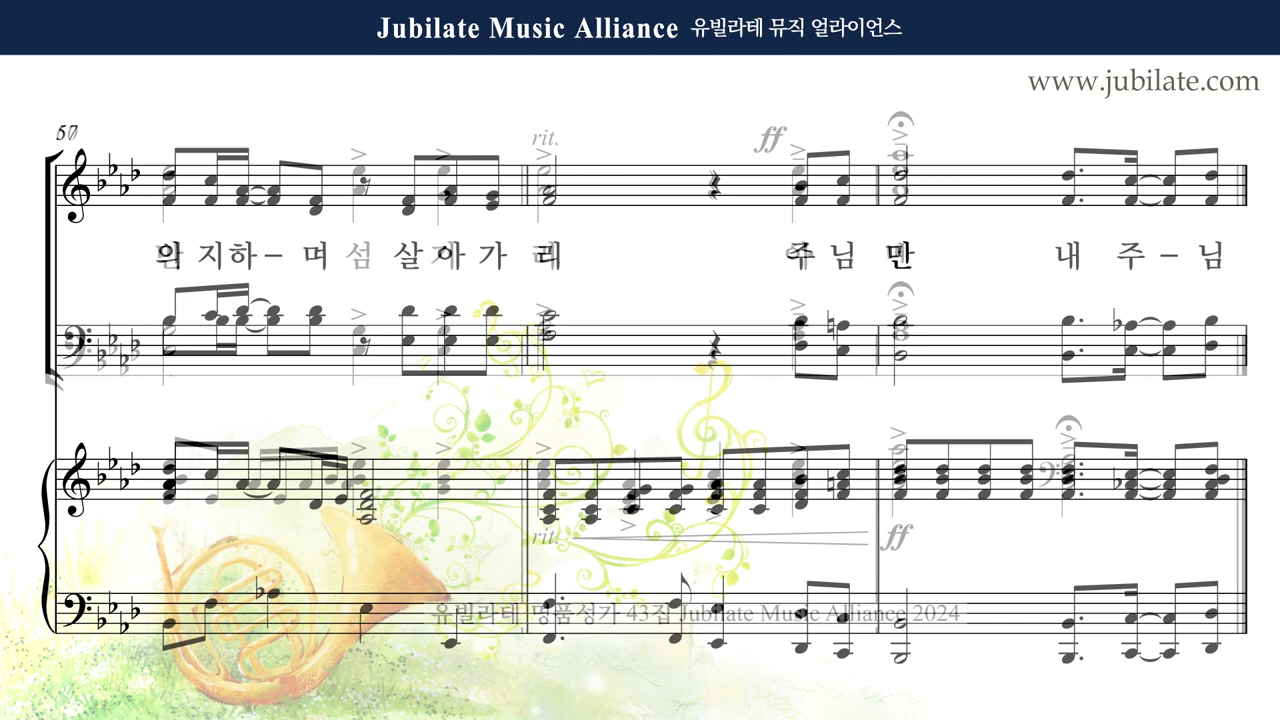 Jubilate Music Alliance 유빌라테 뮤직 얼라이언스
www.jubilate.com
rit. ff
지하 – 며 섬 살 아 가 리 주 님 만 내 주 – 님
rit. ff
유빌라테 명품성가 43집 Jubilate Music Alliance 2024